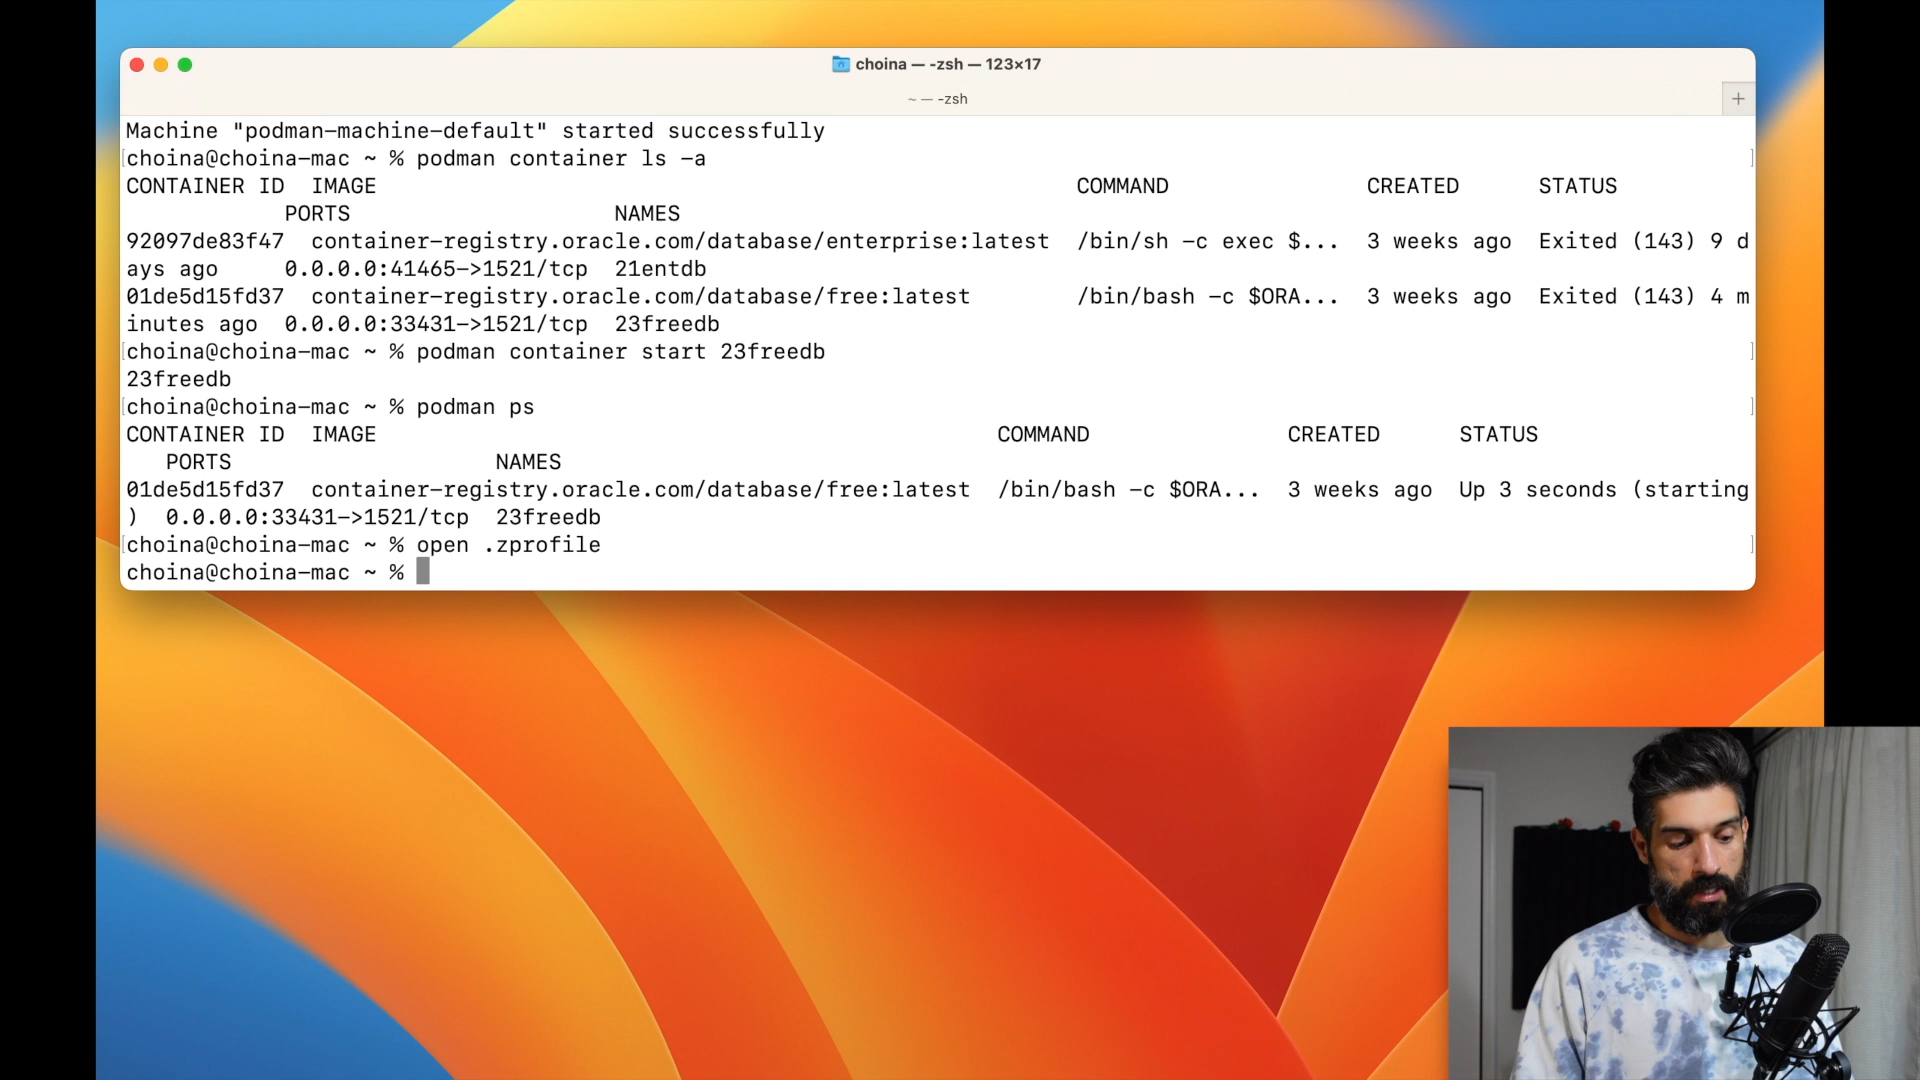 choina — -zsh — 123×17
~ — -zsh
Machine "podman-machine-default" started successfully
choina@choina-mac ~ % podman container ls -a
CONTAINER ID  IMAGE                                                     COMMAND               CREATED      STATUS
            PORTS                    NAMES
92097de83f47  container-registry.oracle.com/database/enterprise:latest  /bin/sh -c exec $...  3 weeks ago  Exited (143) 9 d
ays ago     0.0.0.0:41465->1521/tcp  21entdb
01de5d15fd37  container-registry.oracle.com/database/free:latest        /bin/bash -c $ORA...  3 weeks ago  Exited (143) 4 m
inutes ago  0.0.0.0:33431->1521/tcp  23freedb
choina@choina-mac ~ % podman container start 23freedb
23freedb
choina@choina-mac ~ % podman ps
CONTAINER ID  IMAGE                                               COMMAND               CREATED      STATUS
   PORTS                    NAMES
01de5d15fd37  container-registry.oracle.com/database/free:latest  /bin/bash -c $ORA...  3 weeks ago  Up 3 seconds (starting
)  0.0.0.0:33431->1521/tcp  23freedb
choina@choina-mac ~ % open .zprofile
choina@choina-mac ~ %